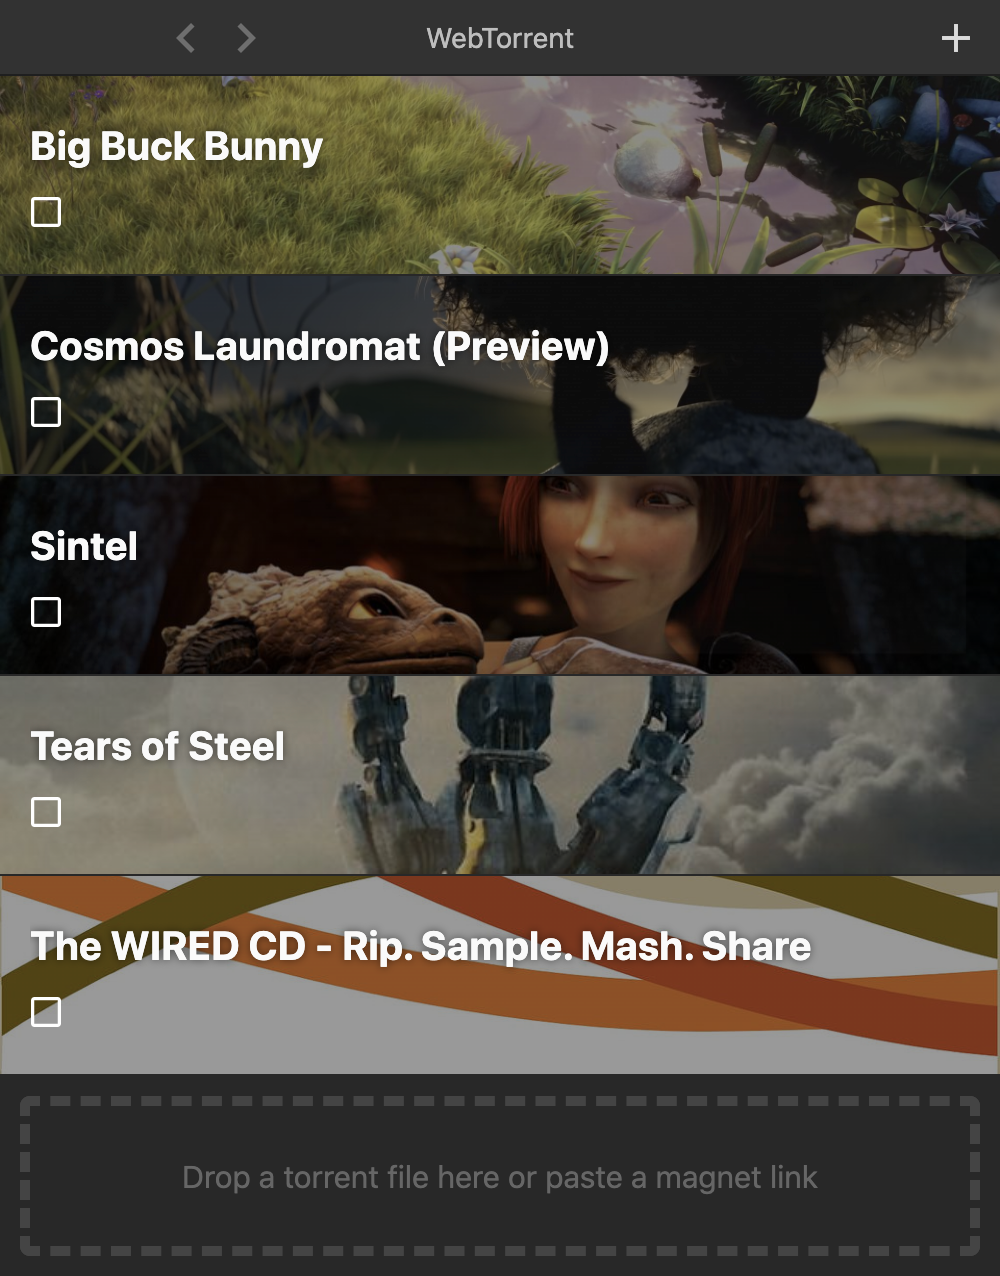 WebTorrent
Big Buck Bunny
Cosmos Laundromat (Preview)
Sintel
Tears of Steel
The WIRED CD - Rip. Sample. Mash. Share
Drop a torrent file here or paste a magnet link